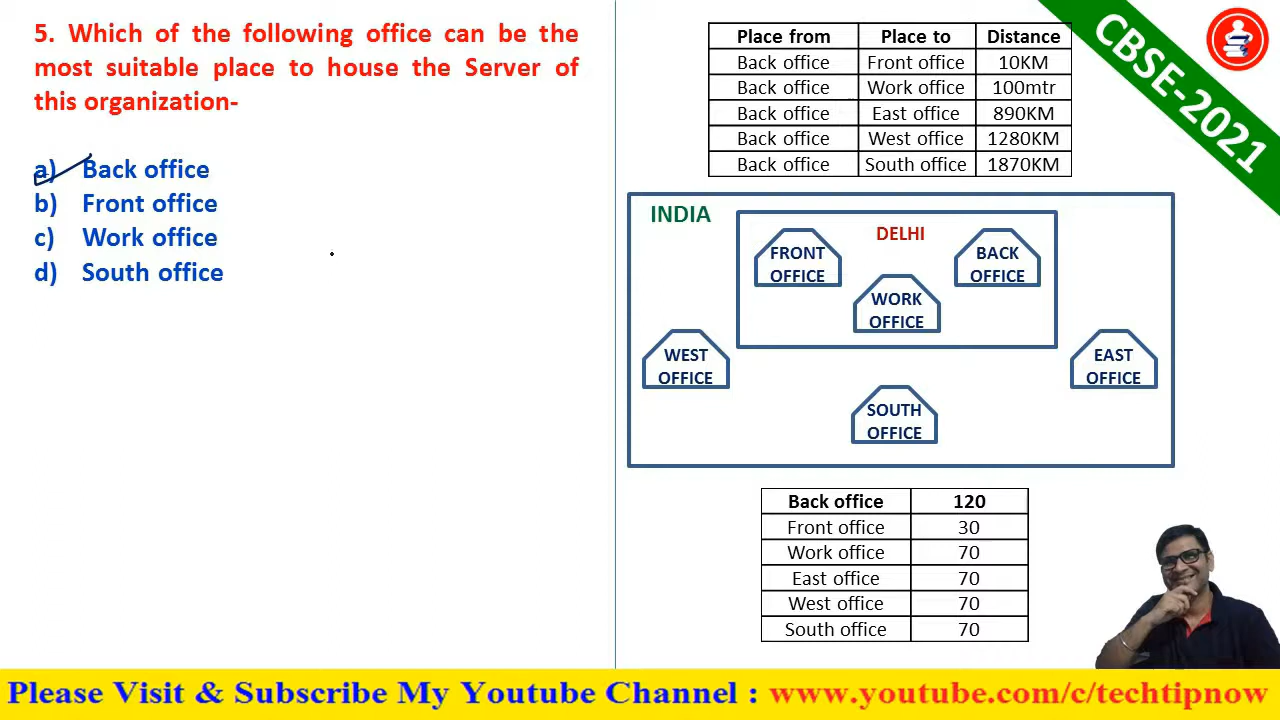 5. Which of the following office can be the
most suitable place to house the Server of
this organization-
a) Back office
b) Front office
c) Work office
d) South office
Place from Place to Distance
Back office Front office 10KM
Back office Work office 100mtr
Back office East office 890KM
Back office West office 1280KM
Back office South office 1870KM
CBSE-2021
INDIA
DELHI
FRONT
OFFICE
BACK
OFFICE
WORK
OFFICE
WEST
OFFICE
EAST
OFFICE
SOUTH
OFFICE
Back office 120
Front office 30
Work office 70
East office 70
West office 70
South office 70
Please Visit & Subscribe My Youtube Channel : www.youtube.com/c/techtipnow